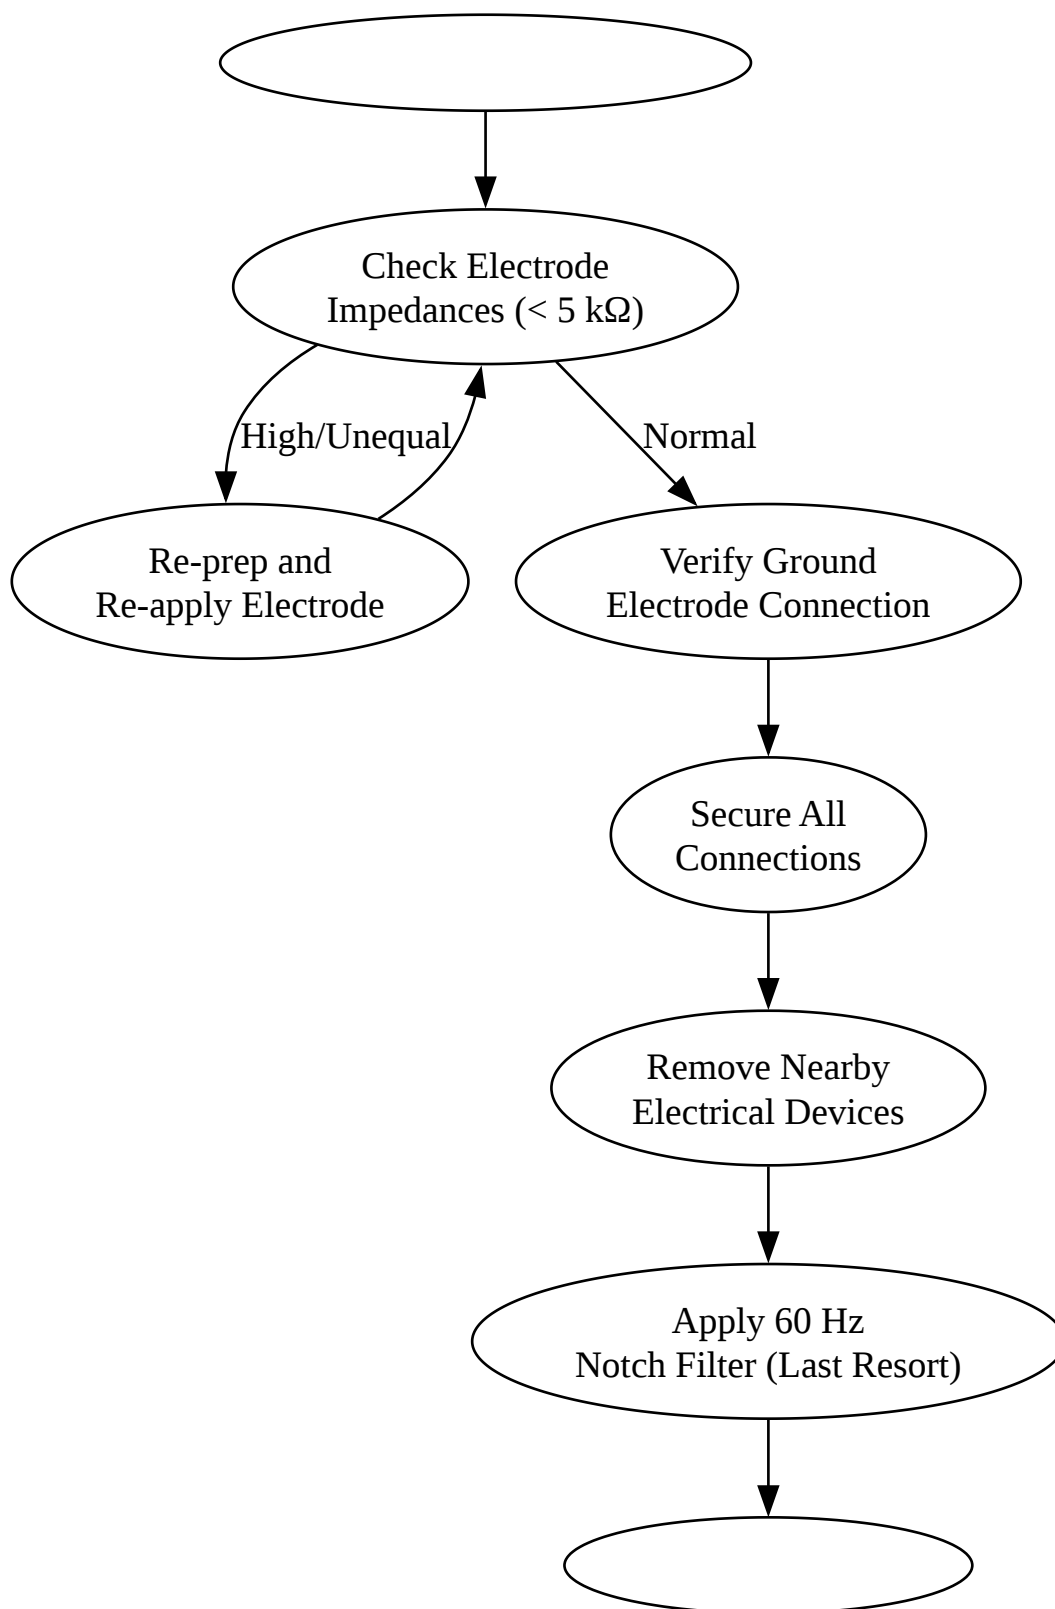 Check Electrode
Impedances (< 5 kΩ)
High/Unequal
Normal
Re-prep and
Re-apply Electrode
Verify Ground
Electrode Connection
Secure All
Connections
Remove Nearby
Electrical Devices
Apply 60 Hz
Notch Filter (Last Resort)